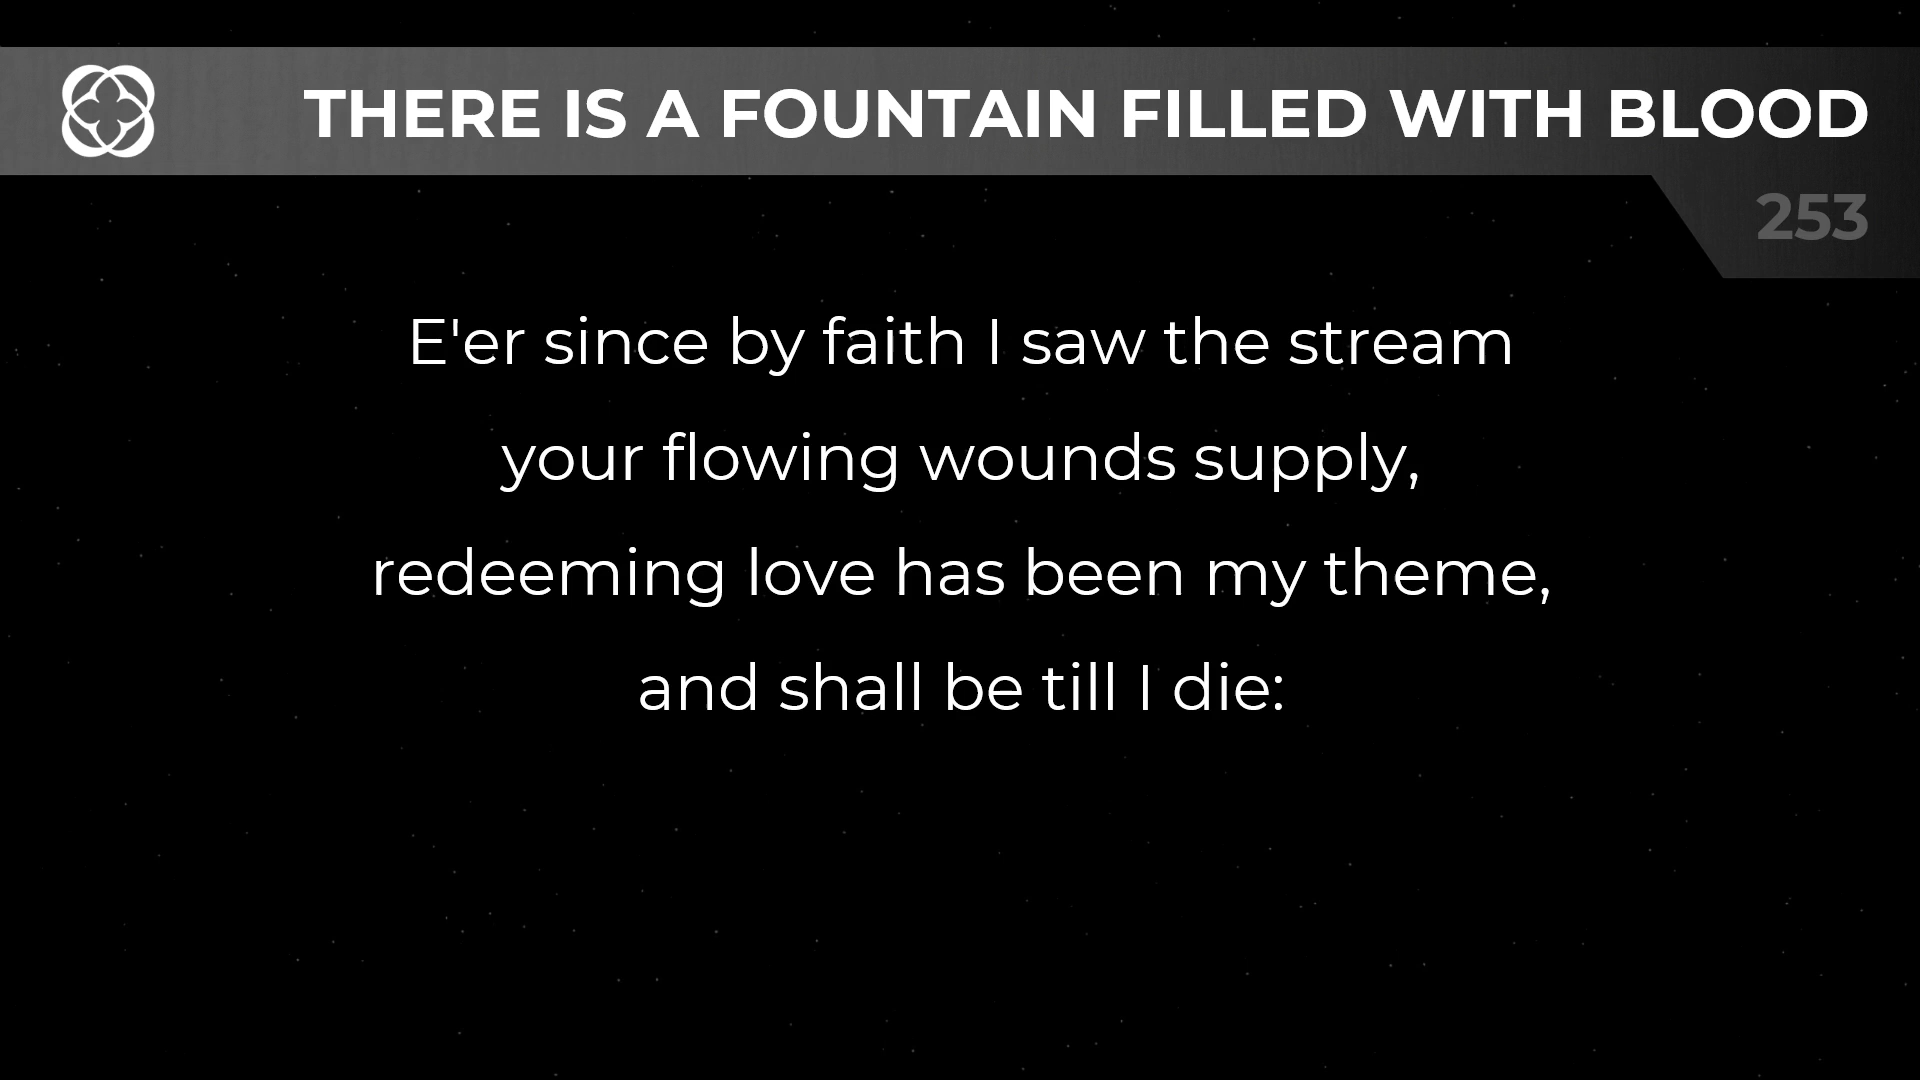 THERE IS A FOUNTAIN FILLED WITH BLOOD
253
E'er since by faith I saw the stream
your flowing wounds supply,
redeeming love has been my theme,
and shall be till I die: